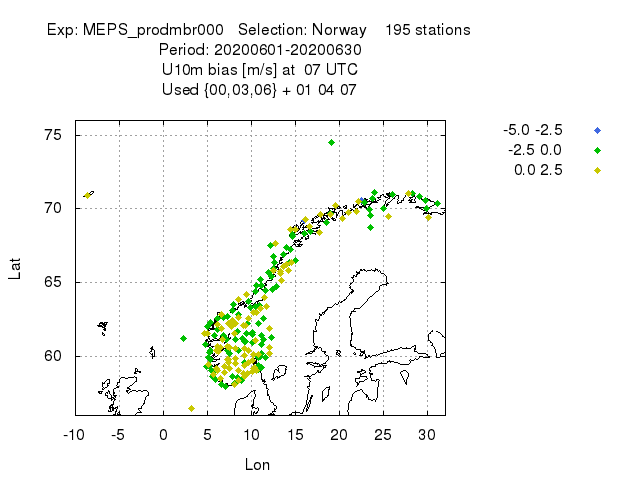 Exp: MEPS_prodmbr000   Selection: Norway    195 stations
Period: 20200601-20200630
U10m bias [m/s] at  07 UTC
Used {00,03,06} + 01 04 07
-5.0 -2.5
-2.5 0.0
0.0 2.5
75
70
65
60
Lat
-10 -5 0 5 10 15 20 25 30
Lon